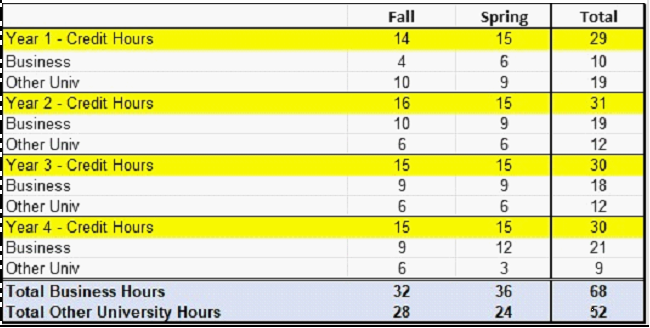 Fall Spring Total
Year 1 - Credit Hours 14 15 29
Business 4 6 10
Other Univ 10 9 19
Year 2 - Credit Hours 16 15 31
Business 10 9 19
Other Univ 6 6 12
Year 3 - Credit Hours 15 15 30
Business 9 9 18
Other Univ 6 6 12
Year 4 - Credit Hours 15 15 30
Business 9 12 21
Other Univ 6 3 9
Total Business Hours 32 36 68
Total Other University Hours 28 24 52